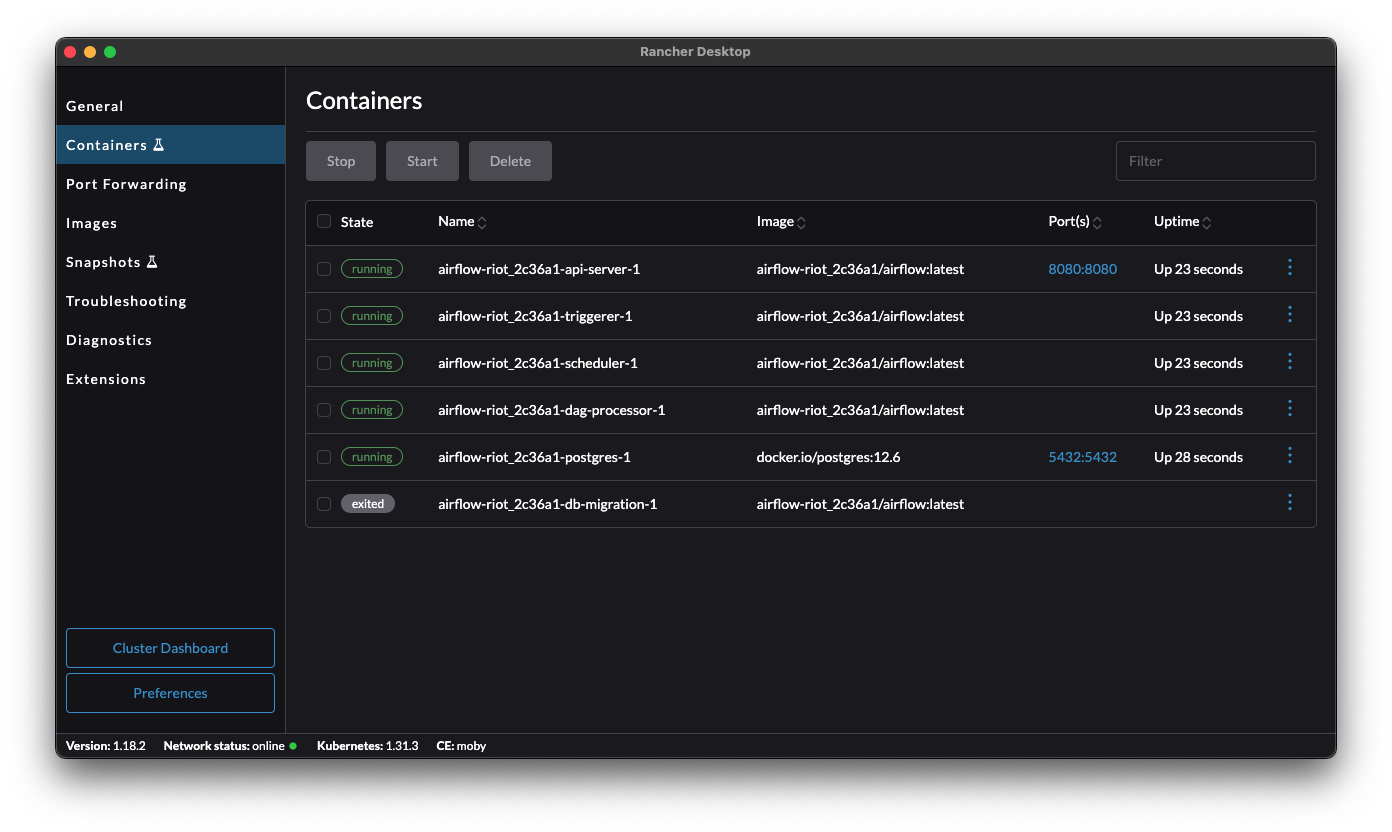 Rancher Desktop
General
Containers
Port Forwarding
Images
Snapshots
Troubleshooting
Diagnostics
Extensions
Cluster Dashboard
Preferences
Containers
Stop Start Delete Filter
State Name Image Port(s) Uptime
running airflow-riot_2c36a1-api-server-1 airflow-riot_2c36a1/airflow:latest 8080:8080 Up 23 seconds
running airflow-riot_2c36a1-triggerer-1 airflow-riot_2c36a1/airflow:latest Up 23 seconds
running airflow-riot_2c36a1-scheduler-1 airflow-riot_2c36a1/airflow:latest Up 23 seconds
running airflow-riot_2c36a1-dag-processor-1 airflow-riot_2c36a1/airflow:latest Up 23 seconds
running airflow-riot_2c36a1-postgres-1 docker.io/postgres:12.6 5432:5432 Up 28 seconds
exited airflow-riot_2c36a1-db-migration-1 airflow-riot_2c36a1/airflow:latest
Version: 1.18.2 Network status: online Kubernetes: 1.31.3 CE: moby